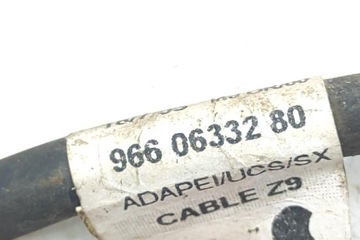 966 06332 80
ADAPEI/UCS/SX
CABLE Z9